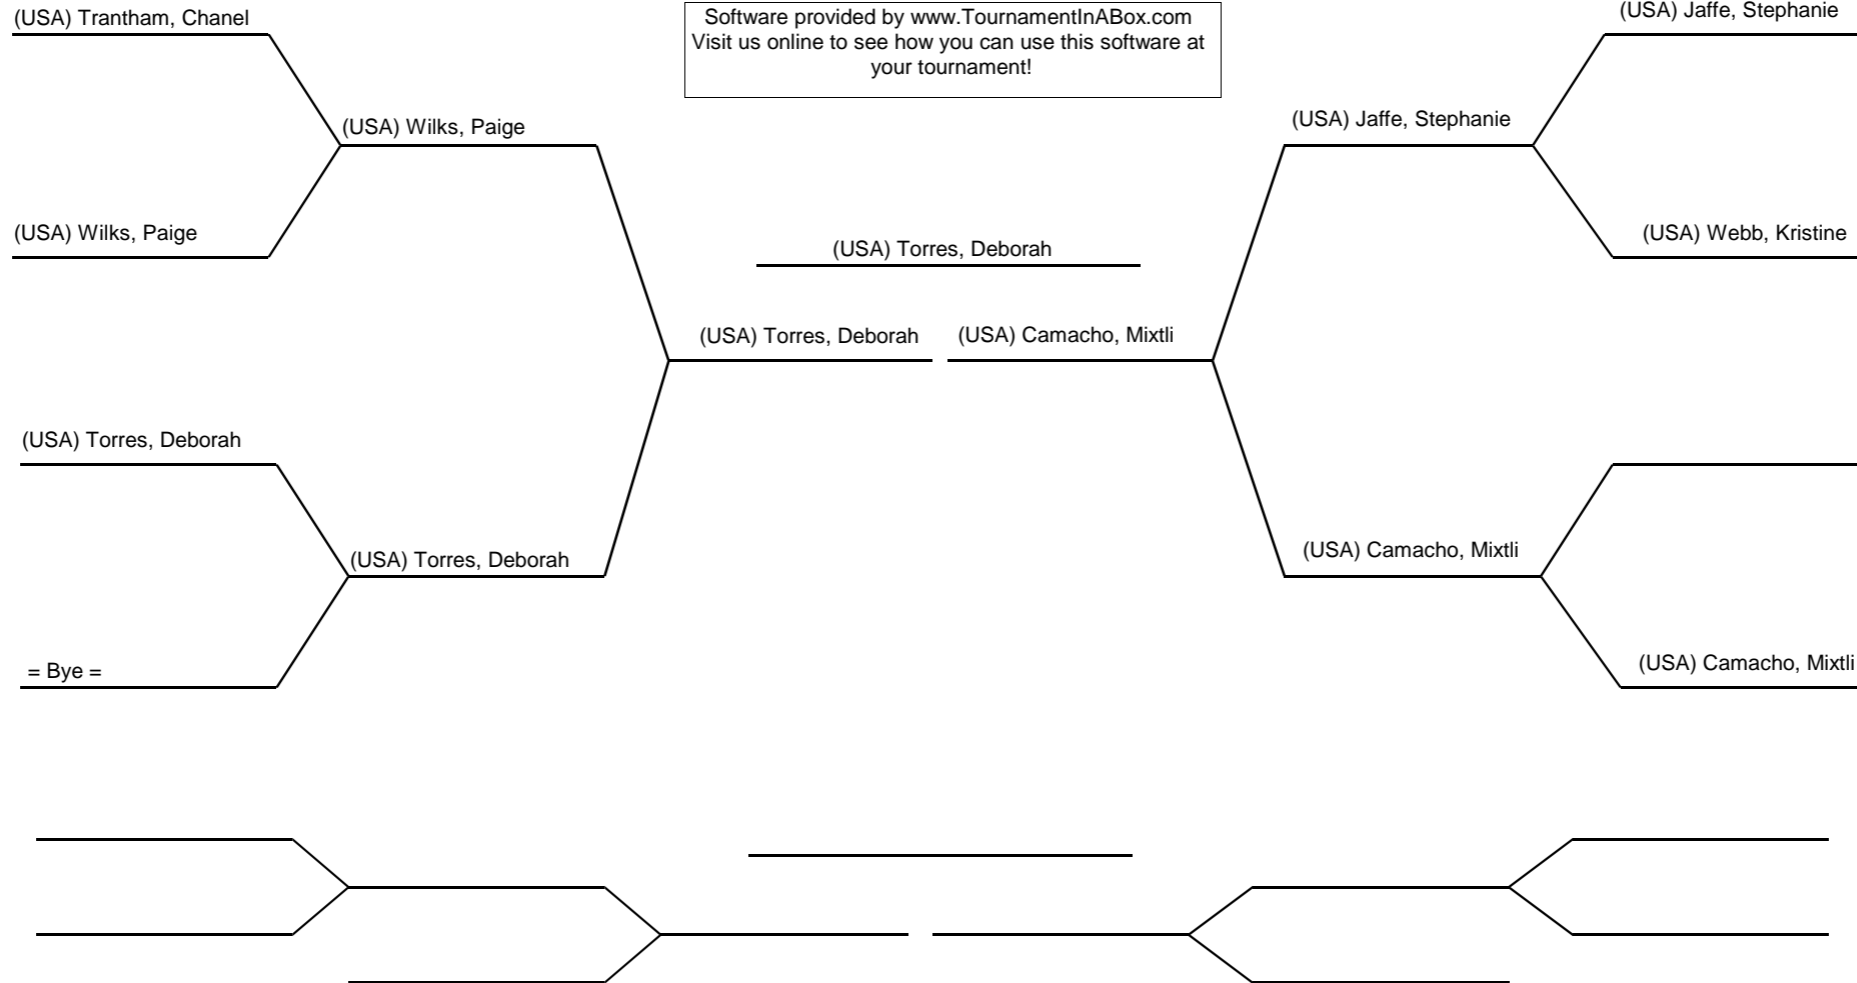 (USA) Trantham, Chanel
Software provided by www.TournamentInABox.com
Visit us online to see how you can use this software at
your tournament!
(USA) Jaffe, Stephanie
(USA) Wilks, Paige
(USA) Jaffe, Stephanie
(USA) Wilks, Paige
(USA) Torres, Deborah
(USA) Webb, Kristine
(USA) Torres, Deborah
(USA) Camacho, Mixtli
(USA) Torres, Deborah
(USA) Torres, Deborah
(USA) Camacho, Mixtli
= Bye =
(USA) Camacho, Mixtli